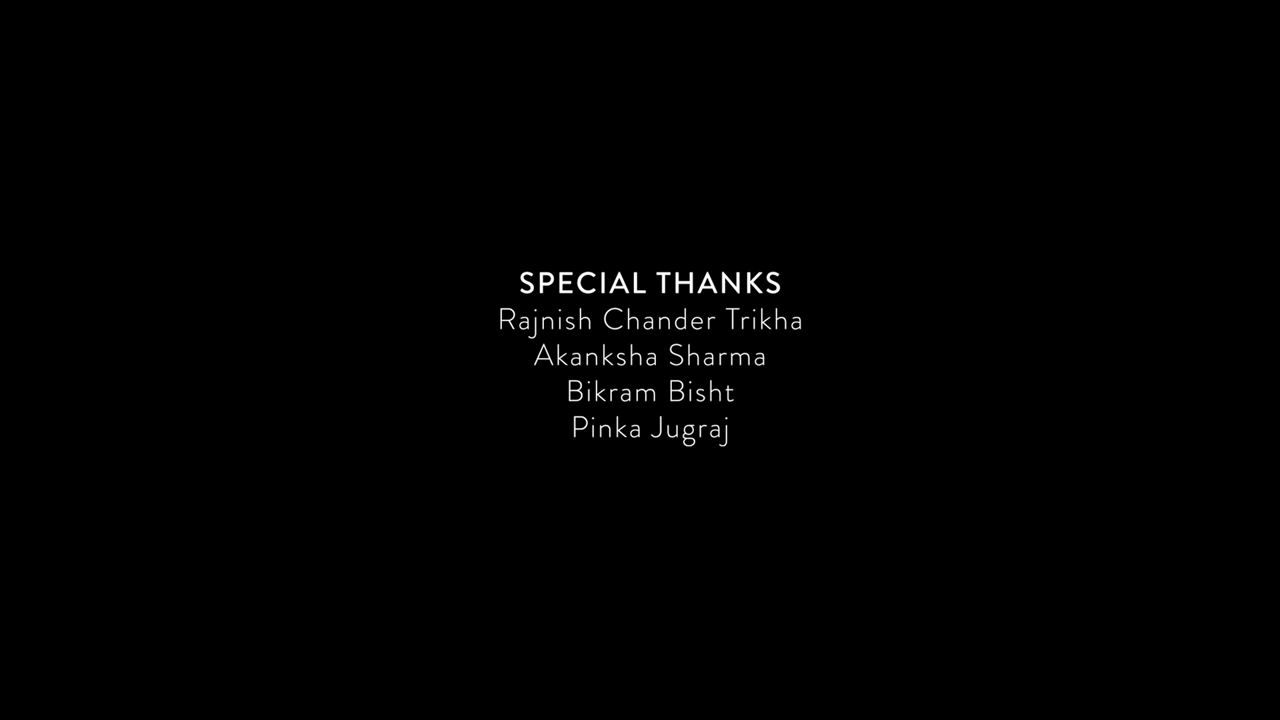 SPECIAL THANKS
Rajnish Chander Trikha
Akanksha Sharma
Bikram Bisht
Pinka Jugraj